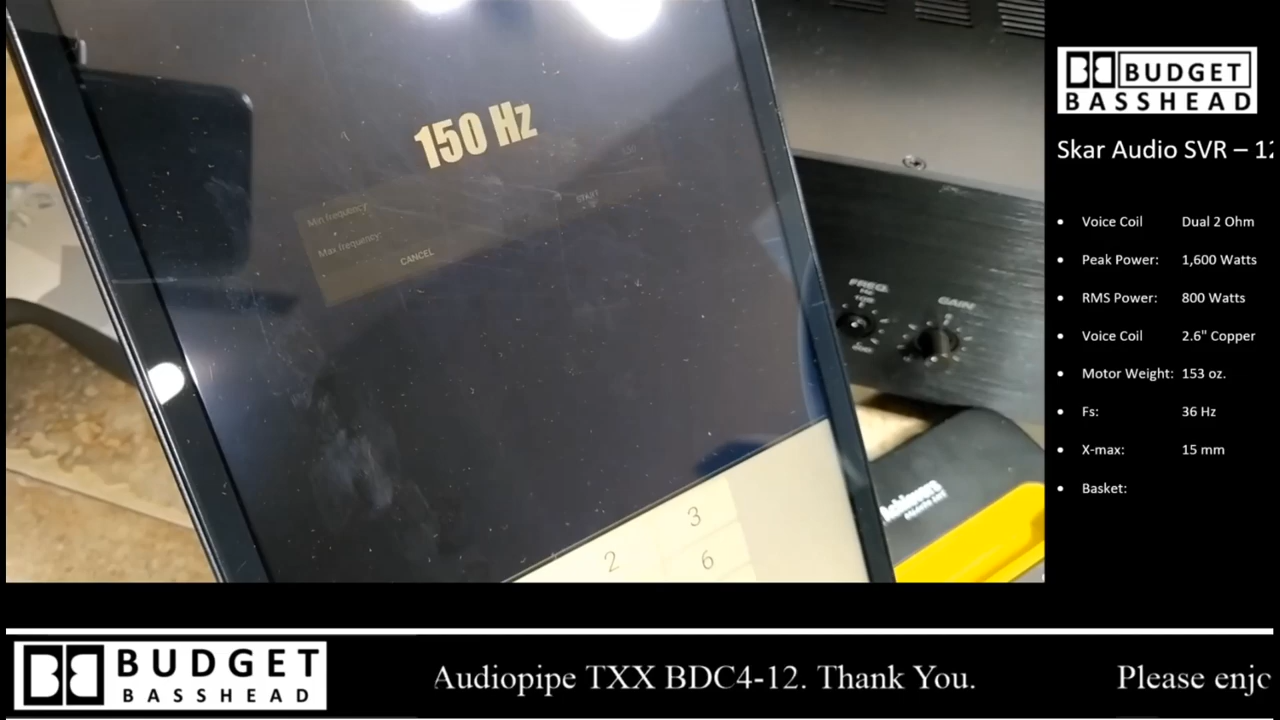 150 Hz
Min frequency:
START
Max frequency:
CANCEL
3
2
6
FREQ
GAIN
BUDGET
BASSHEAD
Skar Audio SVR – 12
• Voice Coil Dual 2 Ohm
• Peak Power: 1,600 Watts
• RMS Power: 800 Watts
• Voice Coil 2.6" Copper
• Motor Weight: 153 oz.
• Fs: 36 Hz
• X-max: 15 mm
• Basket:
BUDGET
BASSHEAD
Audiopipe TXX BDC4-12. Thank You. Please enjo